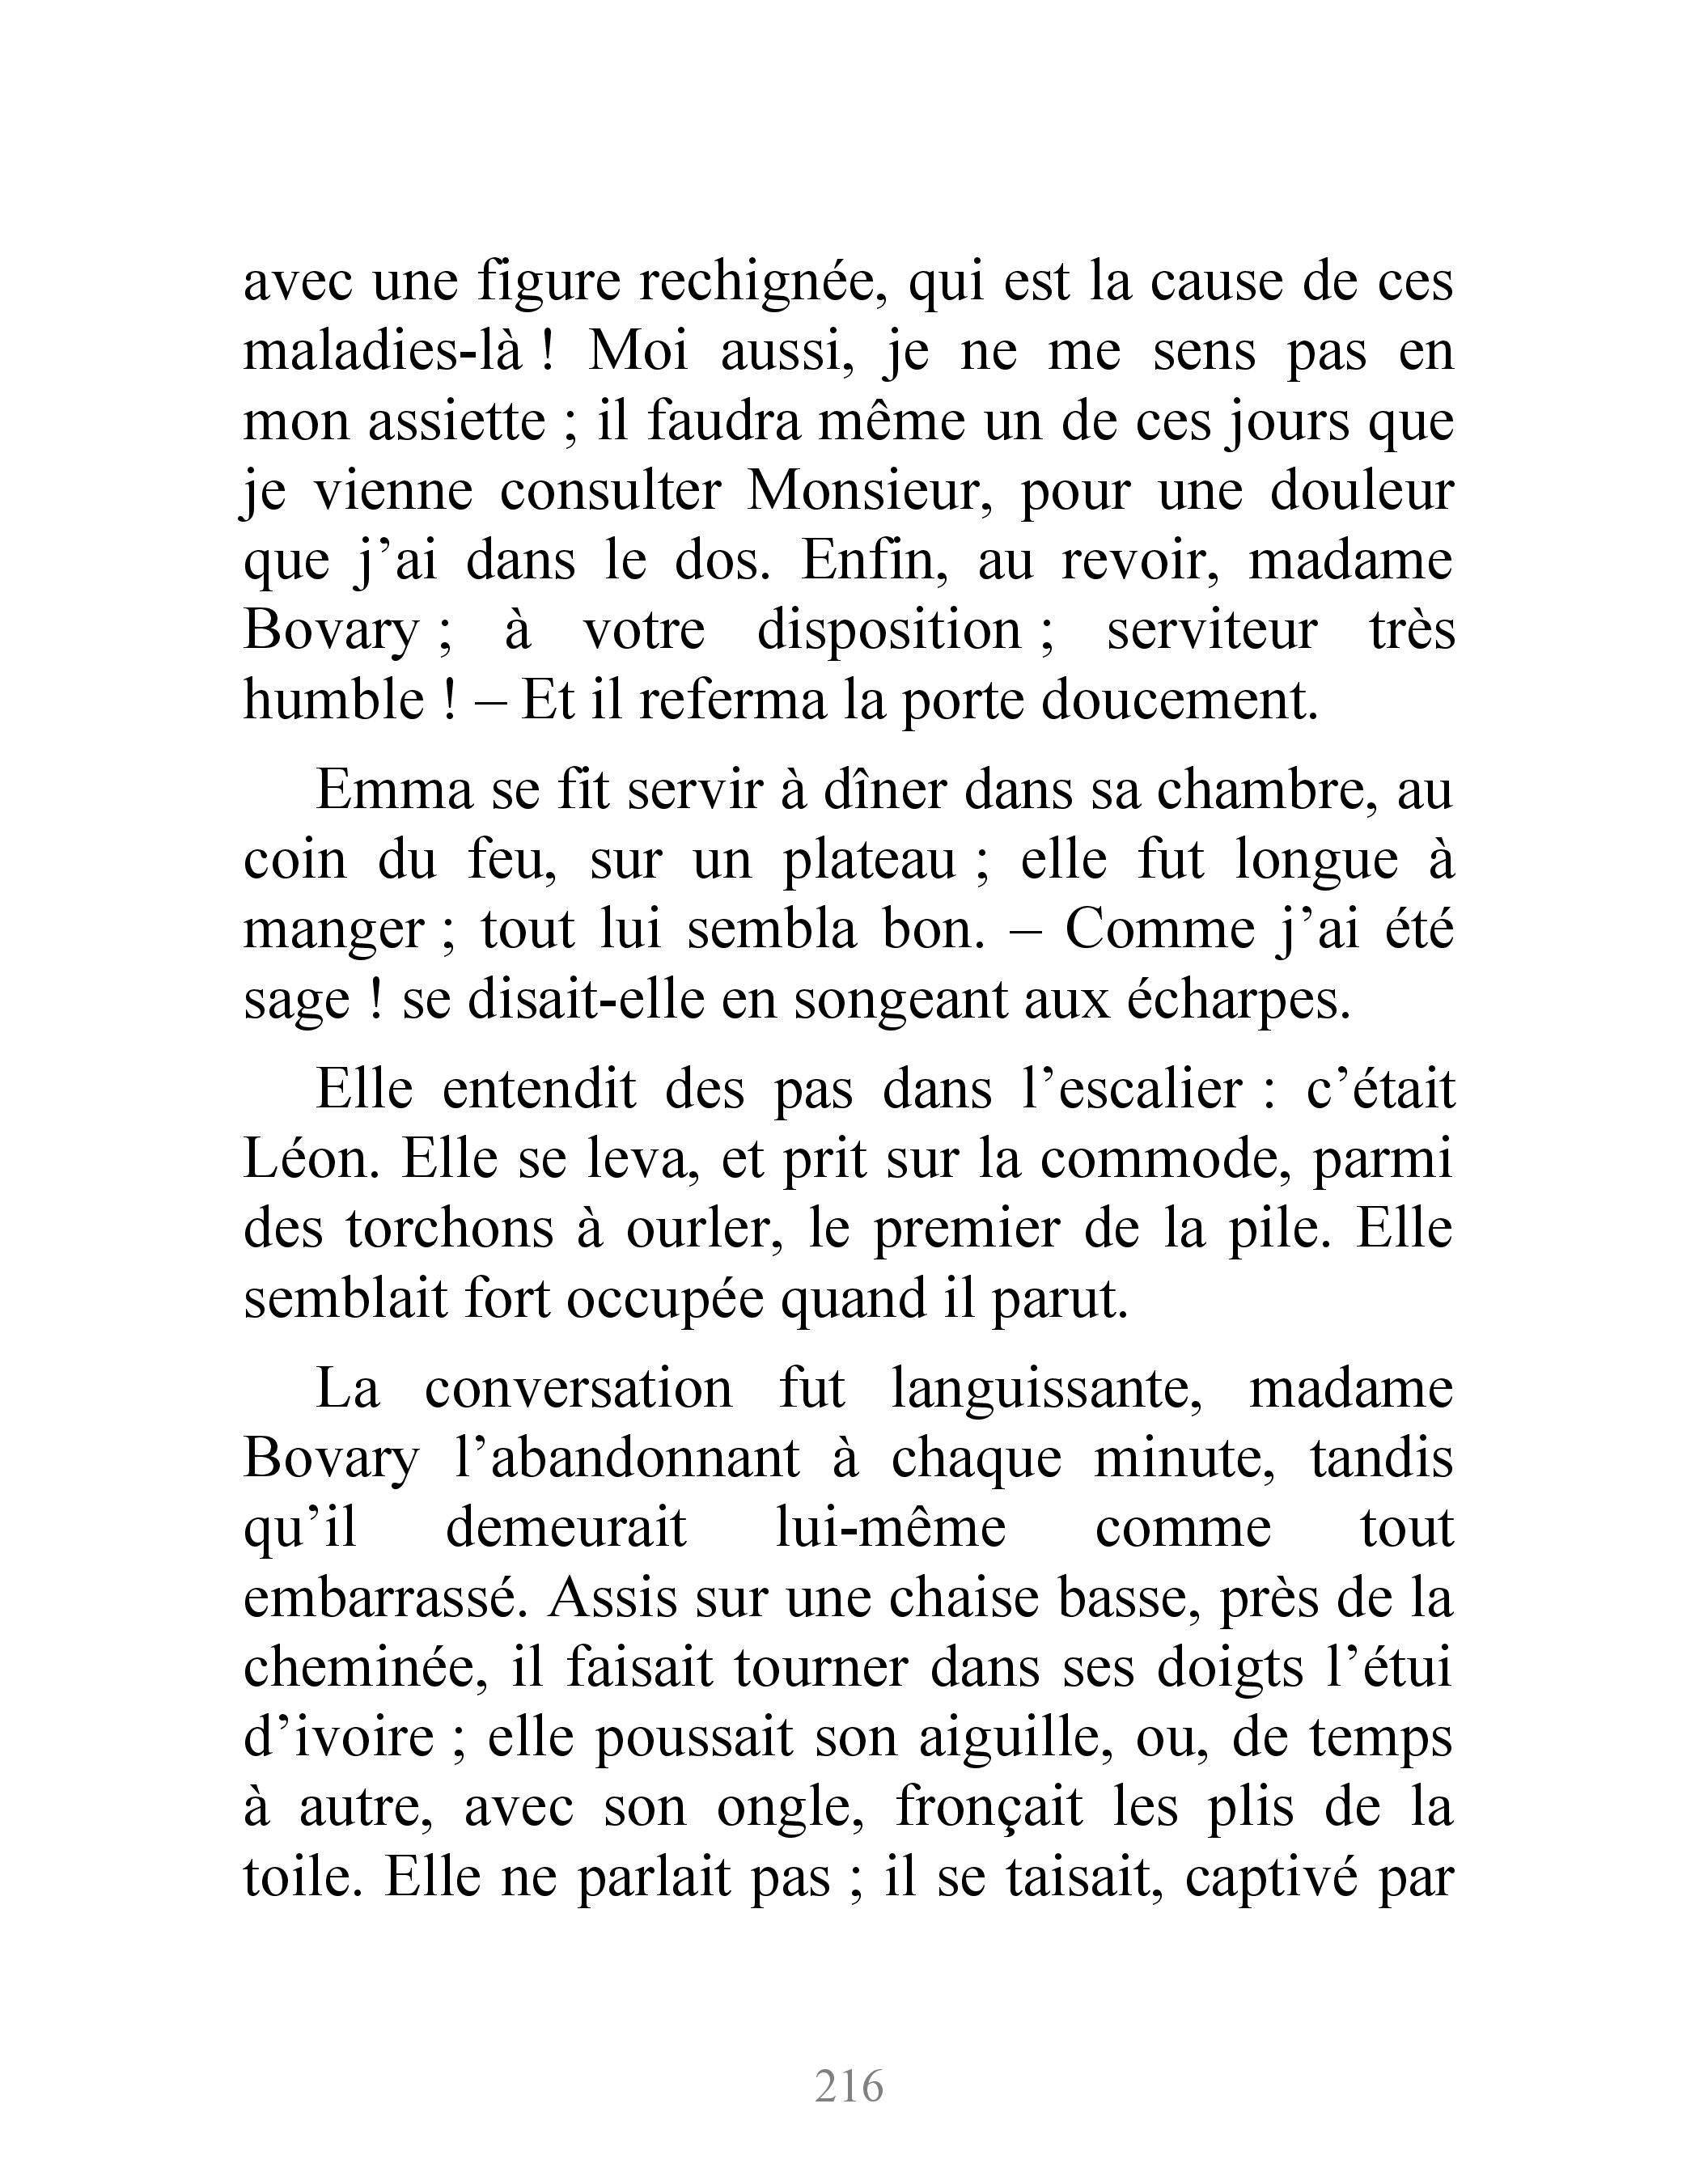 avec une figure rechignée, qui est la cause de ces
maladies-là ! Moi aussi, je ne me sens pas en
mon assiette ; il faudra même un de ces jours que
je vienne consulter Monsieur, pour une douleur
que j’ai dans le dos. Enfin, au revoir, madame
Bovary ; à votre disposition ; serviteur très
humble ! – Et il referma la porte doucement.
Emma se fit servir à dîner dans sa chambre, au
coin du feu, sur un plateau ; elle fut longue à
manger ; tout lui sembla bon. – Comme j’ai été
sage ! se disait-elle en songeant aux écharpes.
Elle entendit des pas dans l’escalier : c’était
Léon. Elle se leva, et prit sur la commode, parmi
des torchons à ourler, le premier de la pile. Elle
semblait fort occupée quand il parut.
La conversation fut languissante, madame
Bovary l’abandonnant à chaque minute, tandis
qu’il demeurait lui-même comme tout
embarrassé. Assis sur une chaise basse, près de la
cheminée, il faisait tourner dans ses doigts l’étui
d’ivoire ; elle poussait son aiguille, ou, de temps
à autre, avec son ongle, fronçait les plis de la
toile. Elle ne parlait pas ; il se taisait, captivé par
216